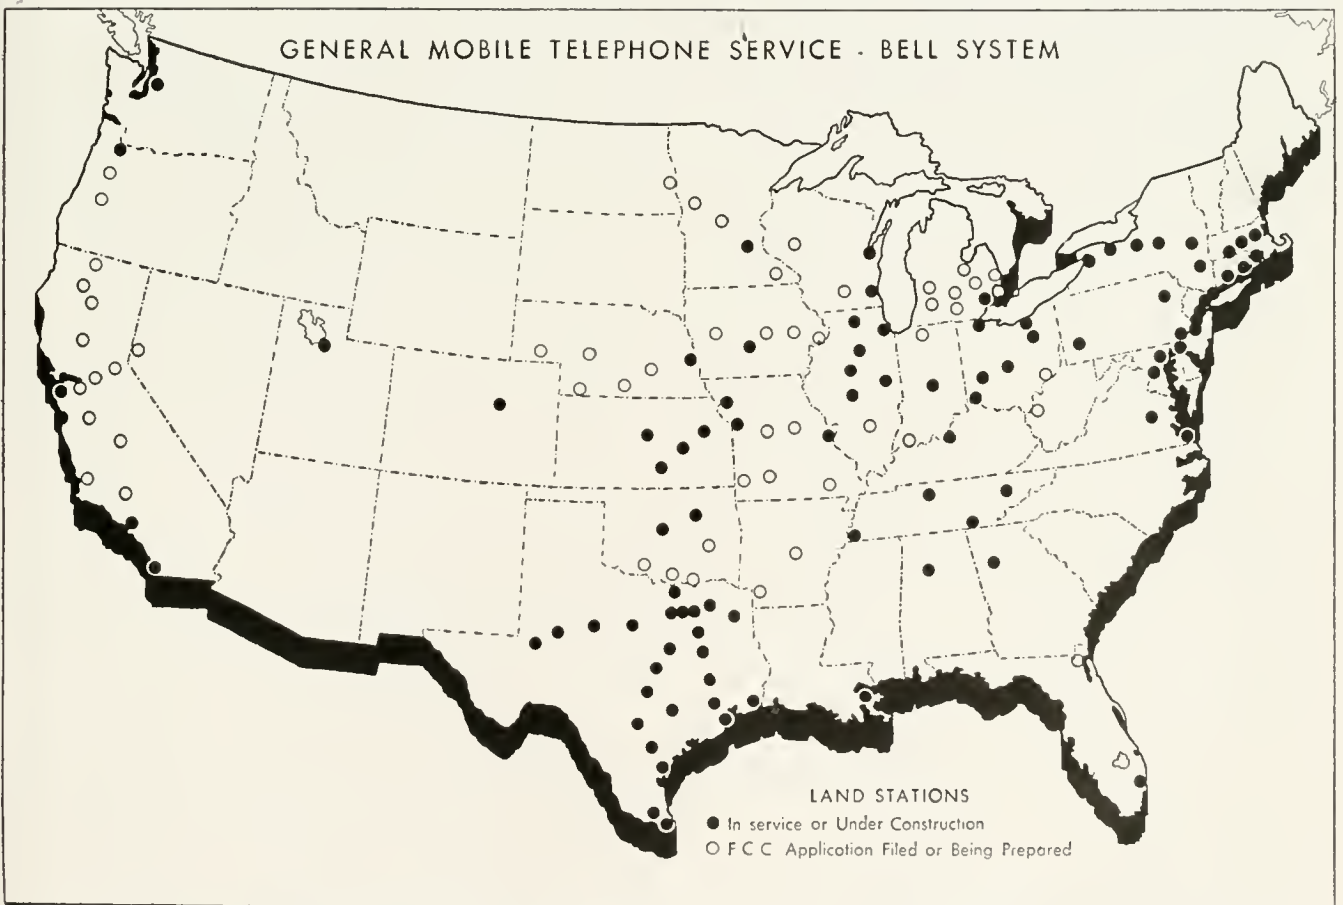 GENERAL MOBILE TELEPHONE SERVICE - BELL SYSTEM
LAND STATIONS
In service or Under Construction
F C C Application Filed or Being Prepared